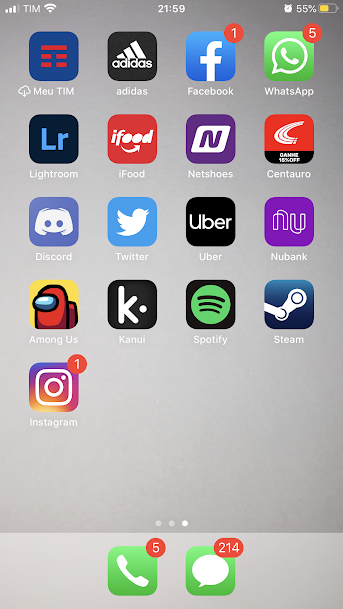 TIM 21:59 55%
1 5
Meu TIM adidas Facebook WhatsApp
adidas
Lr iFood N GANHE
15%OFF
Lightroom iFood Netshoes Centauro
Uber nu
Discord Twitter Uber Nubank
k.
Among Us Kanui Spotify Steam
1
Instagram
5 214